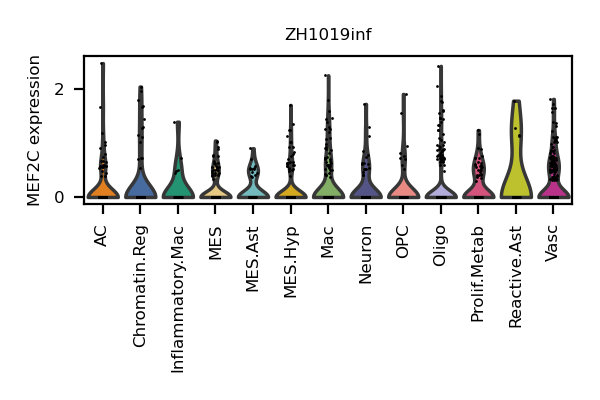 ZH1019inf
MEF2C expression
2
0
AC
Chromatin.Reg
Inflammatory.Mac
MES
MES.Ast
MES.Hyp
Mac
Neuron
OPC
Oligo
Prolif.Metab
Reactive.Ast
Vasc